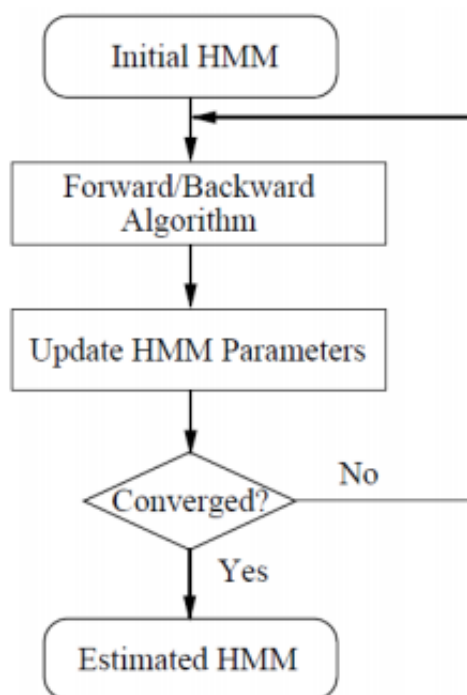 Initial HMM
Forward/Backward
Algorithm
Update HMM Parameters
Converged?
No
Yes
Estimated HMM